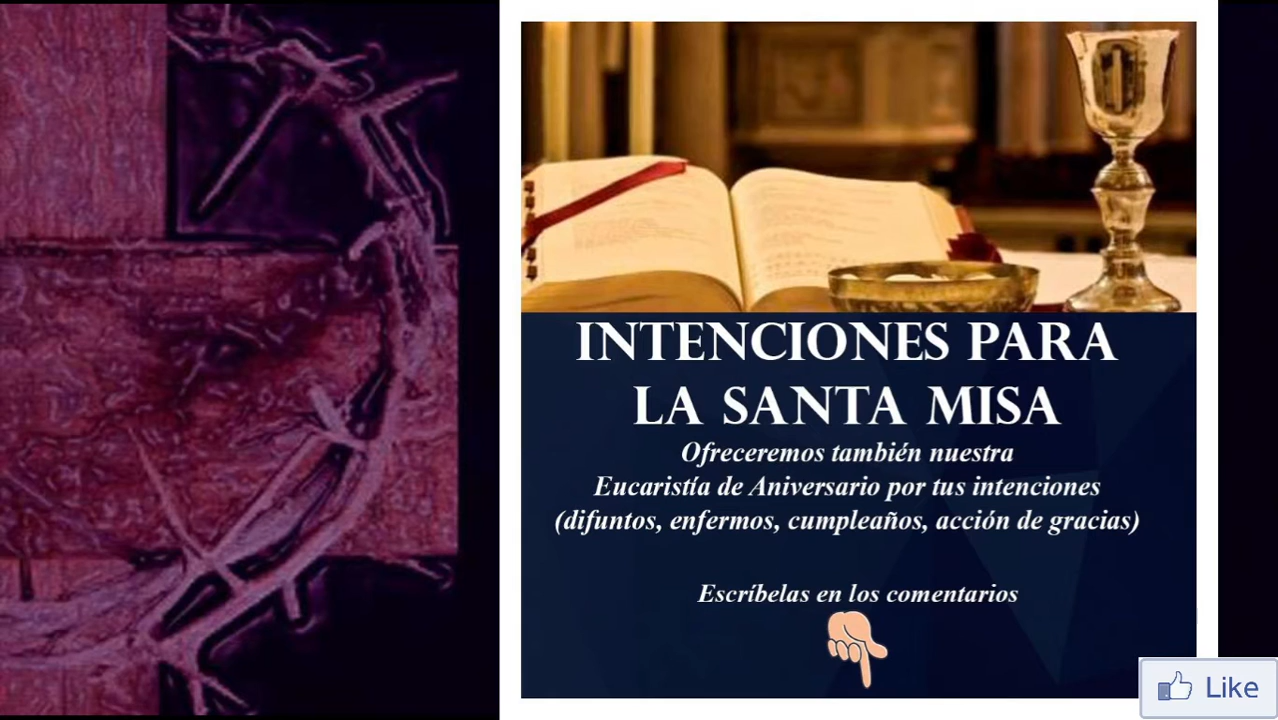 INTENCIONES PARA
LA SANTA MISA
Ofreceremos también nuestra
Eucaristía de Aniversario por tus intenciones
(difuntos, enfermos, cumpleaños, acción de gracias)
Escríbelas en los comentarios
Like